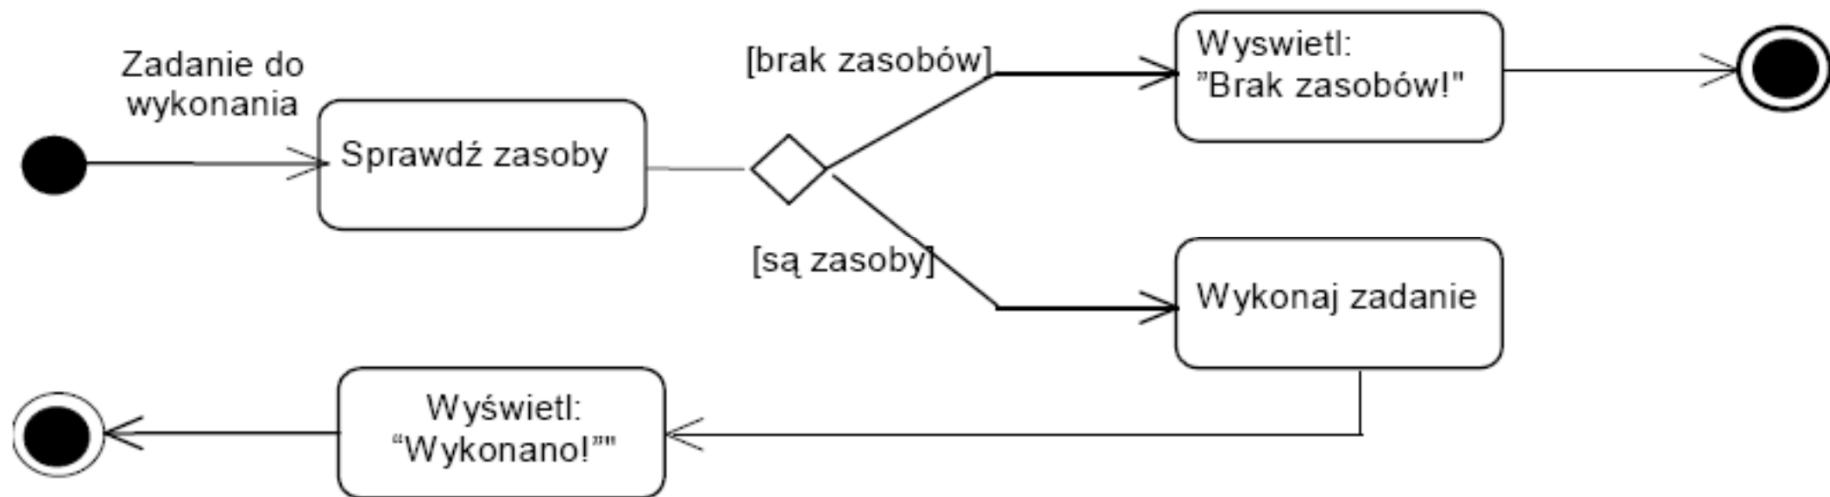 Zadanie do
wykonania
Sprawdź zasoby
[brak zasobów]
Wyswietl:
”Brak zasobów!"
[są zasoby]
Wykonaj zadanie
Wyświetl:
“Wykonano!”"